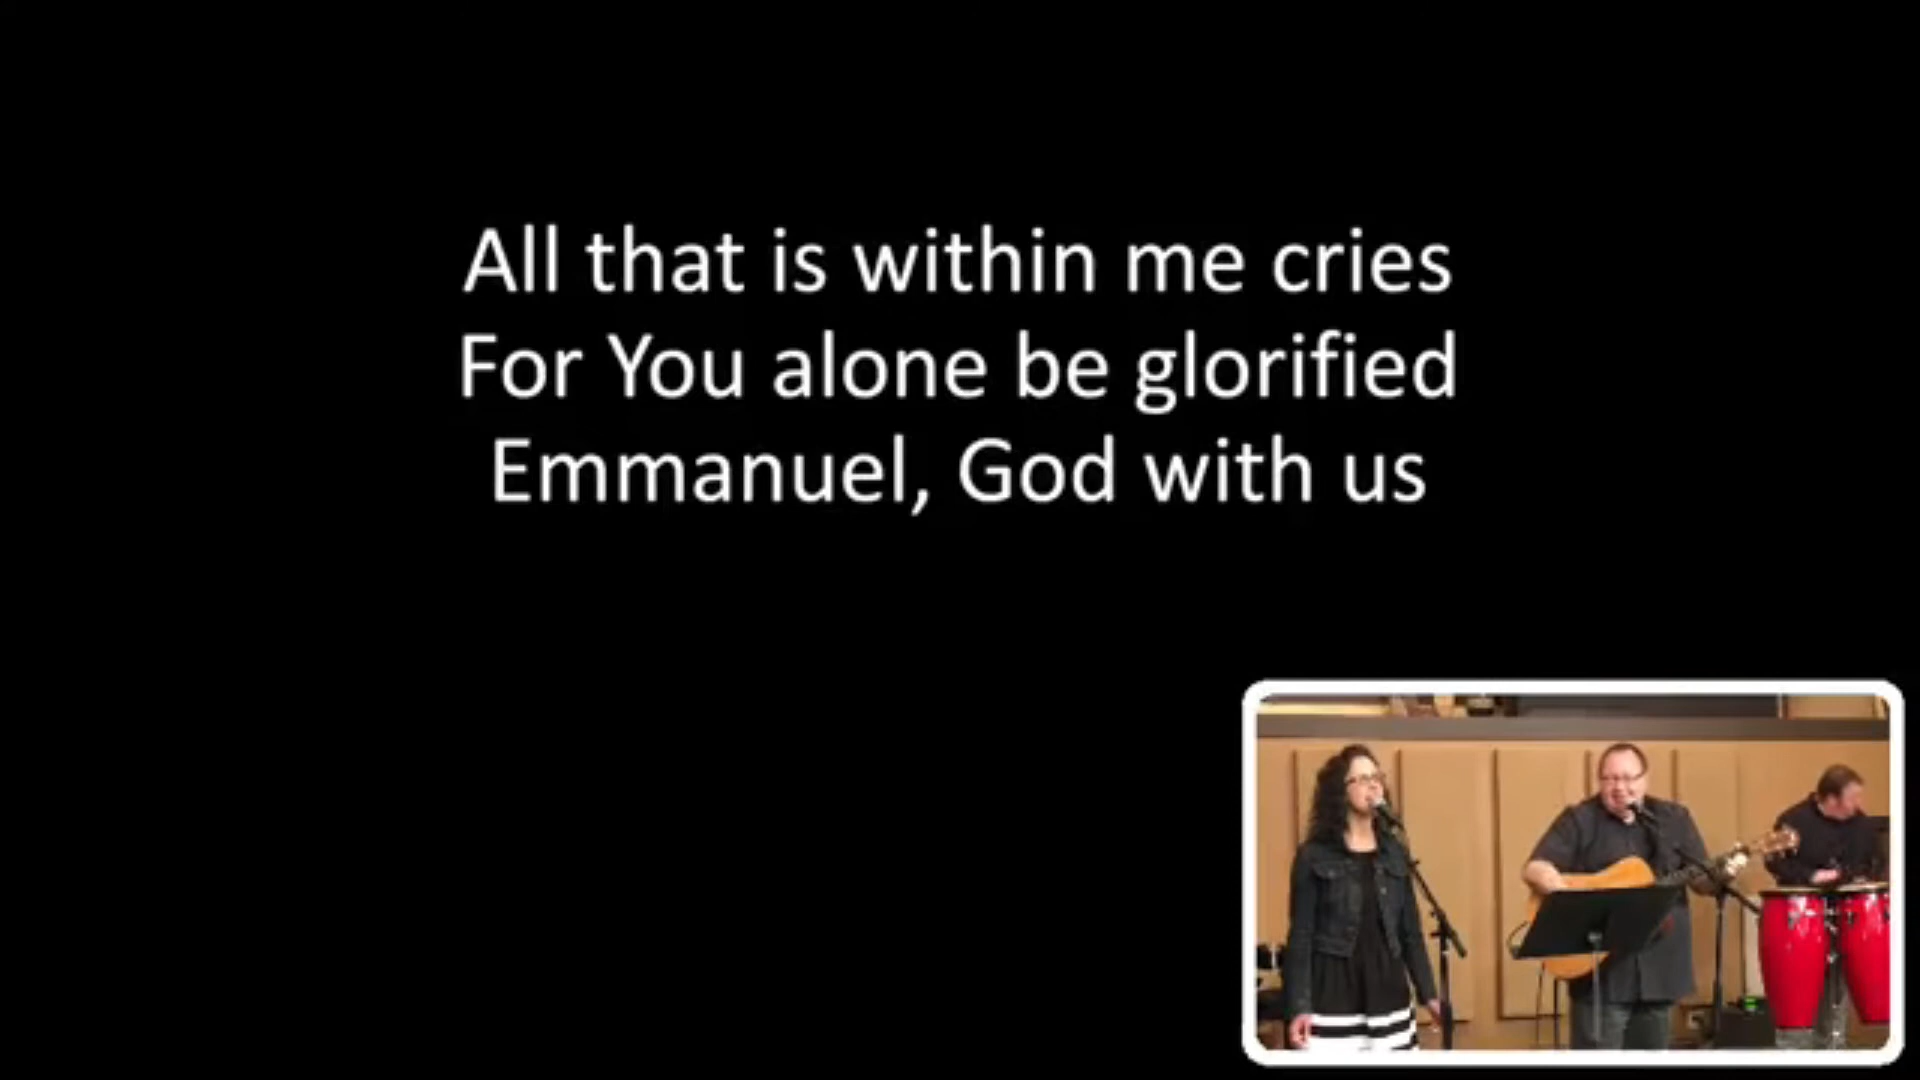 All that is within me cries
For You alone be glorified
Emmanuel, God with us